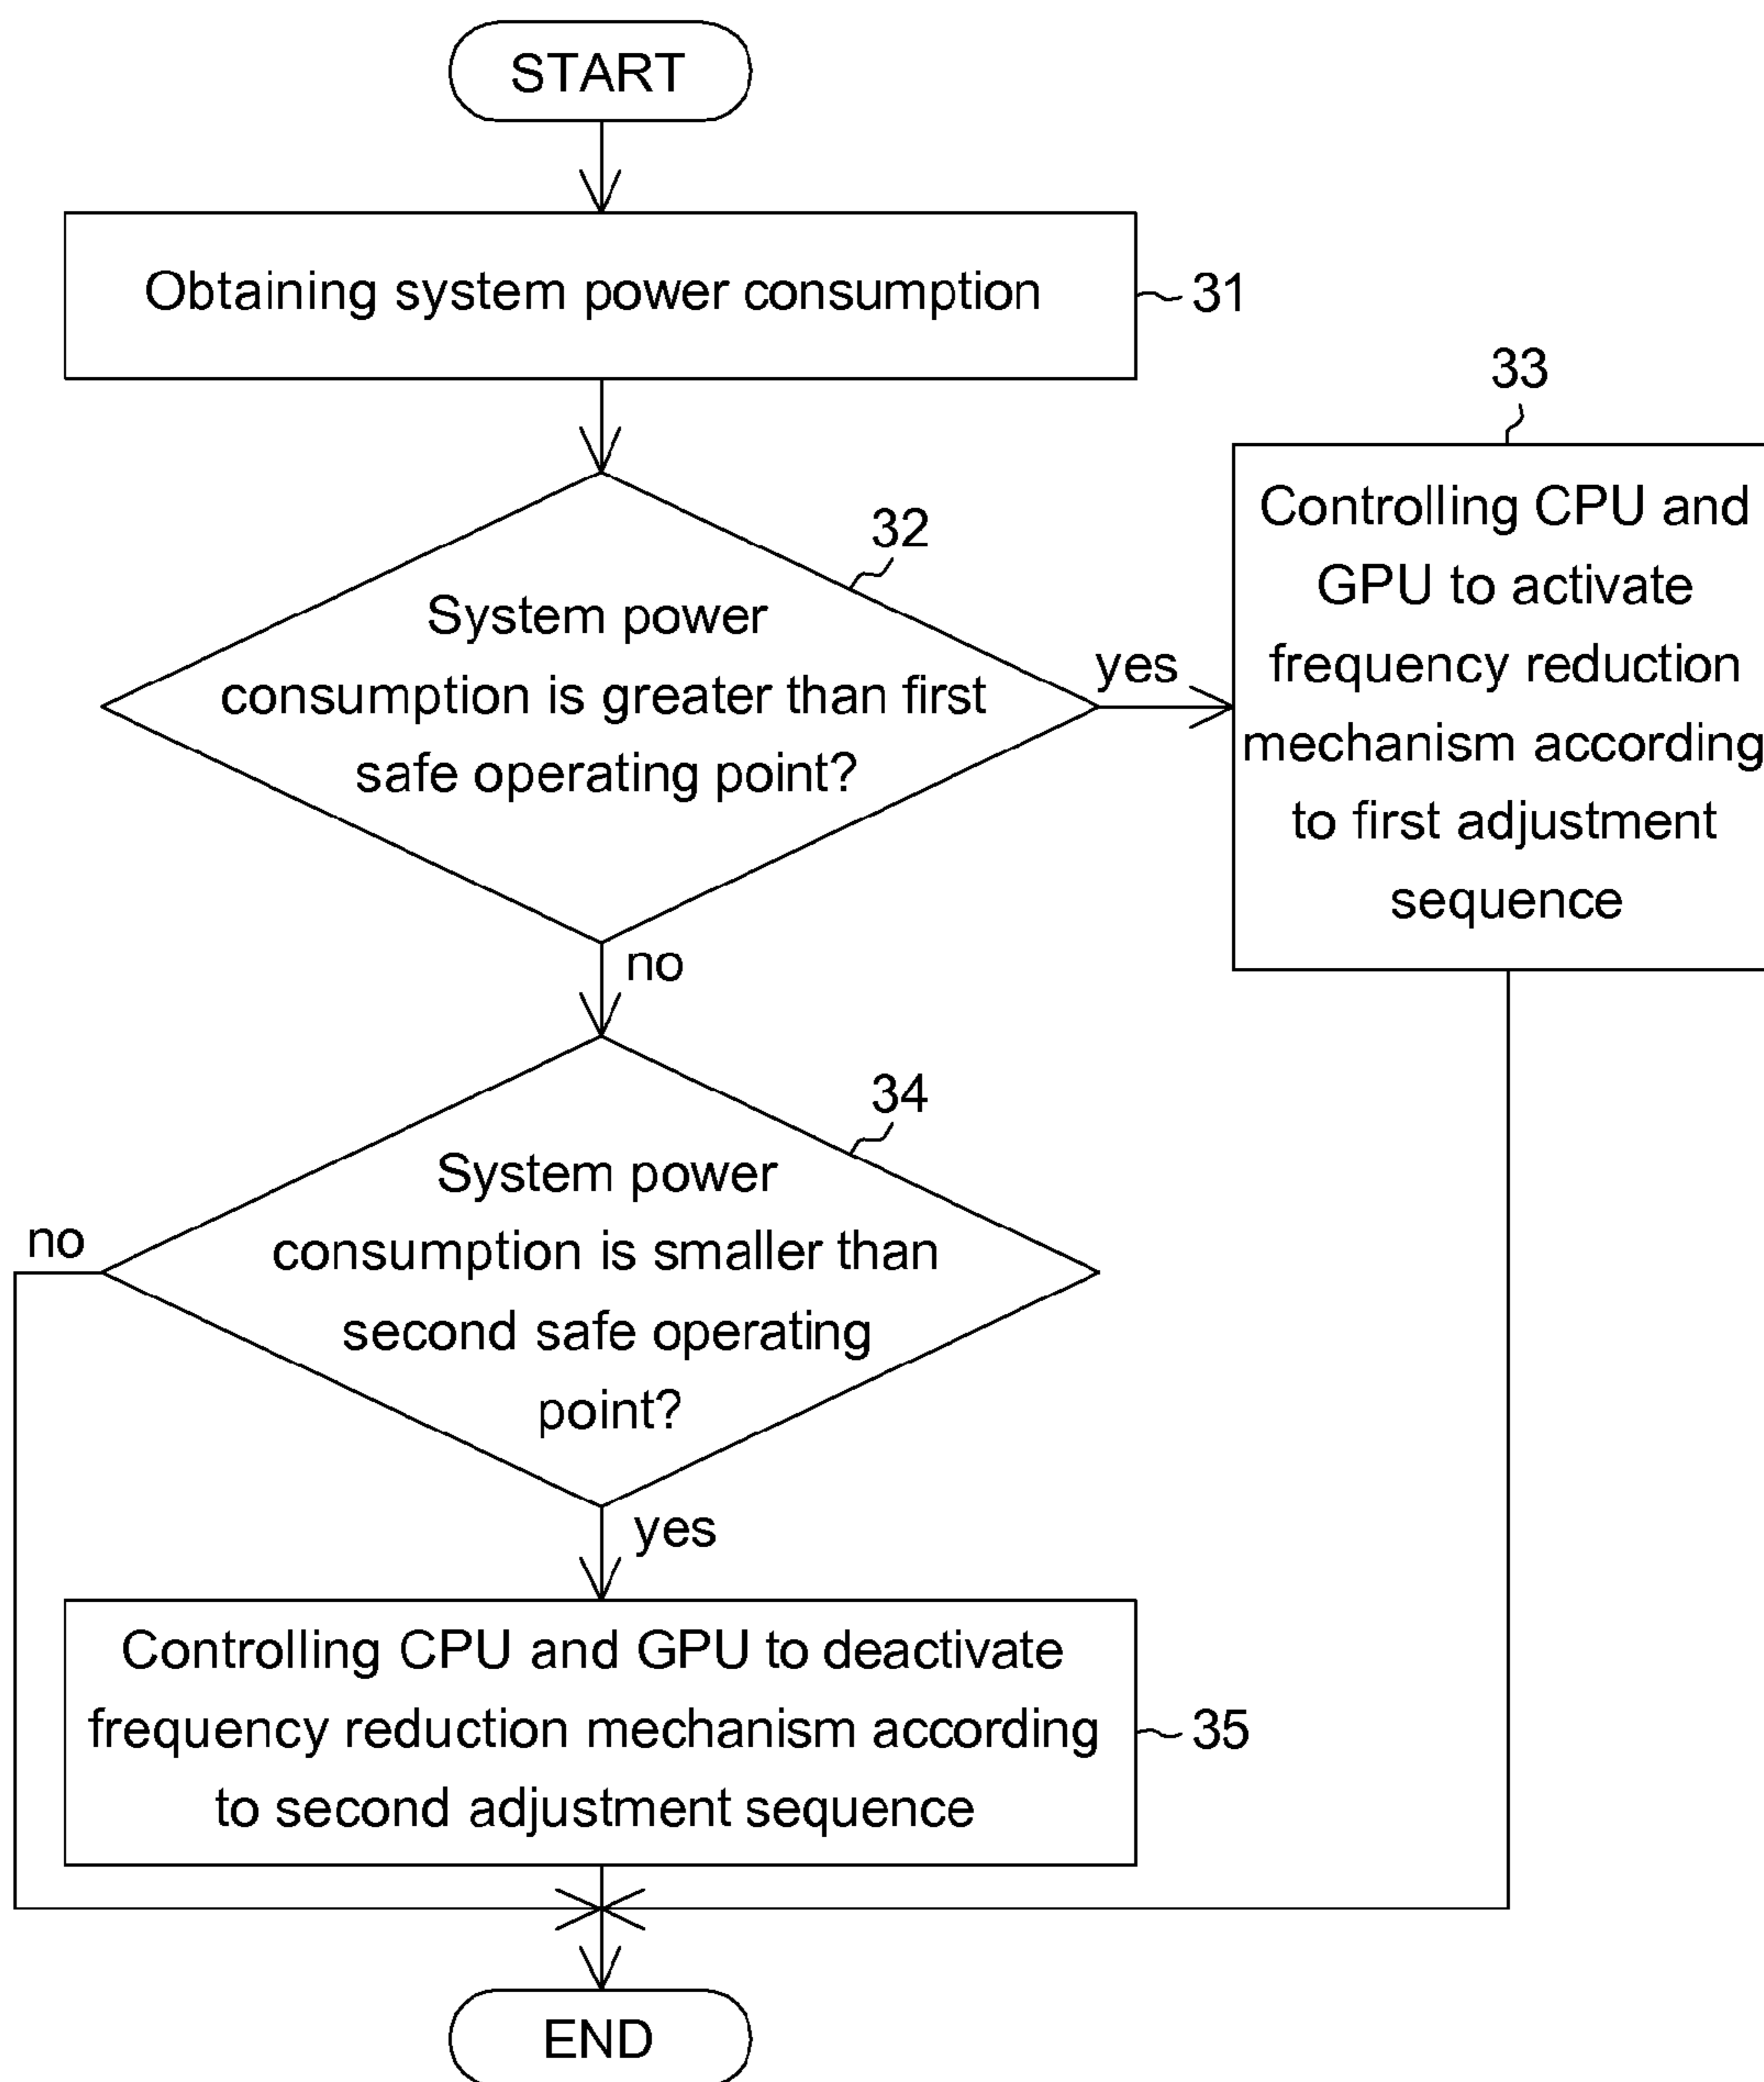 START
Obtaining system power consumption
31
32
System power
consumption is greater than first
safe operating point?
yes
33
Controlling CPU and
GPU to activate
frequency reduction
mechanism according
to first adjustment
sequence
no
34
System power
consumption is smaller than
second safe operating
point?
no
yes
Controlling CPU and GPU to deactivate
frequency reduction mechanism according
to second adjustment sequence
35
END